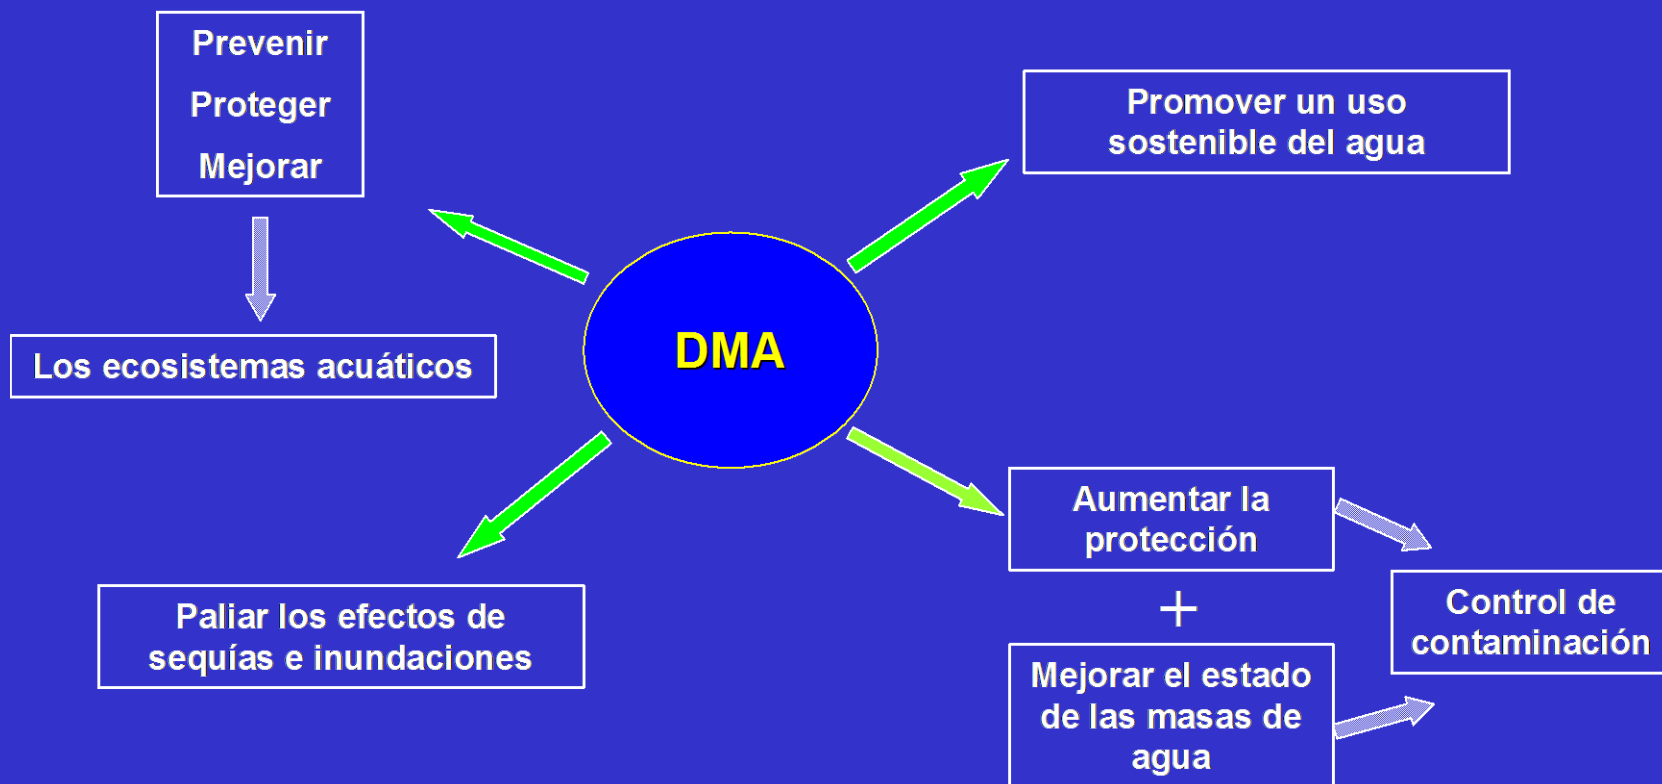 Prevenir
Proteger
Mejorar
Los ecosistemas acuáticos
Promover un uso
sostenible del agua
DMA
Paliar los efectos de
sequías e inundaciones
Aumentar la
protección
+
Mejorar el estado
de las masas de
agua
Control de
contaminación